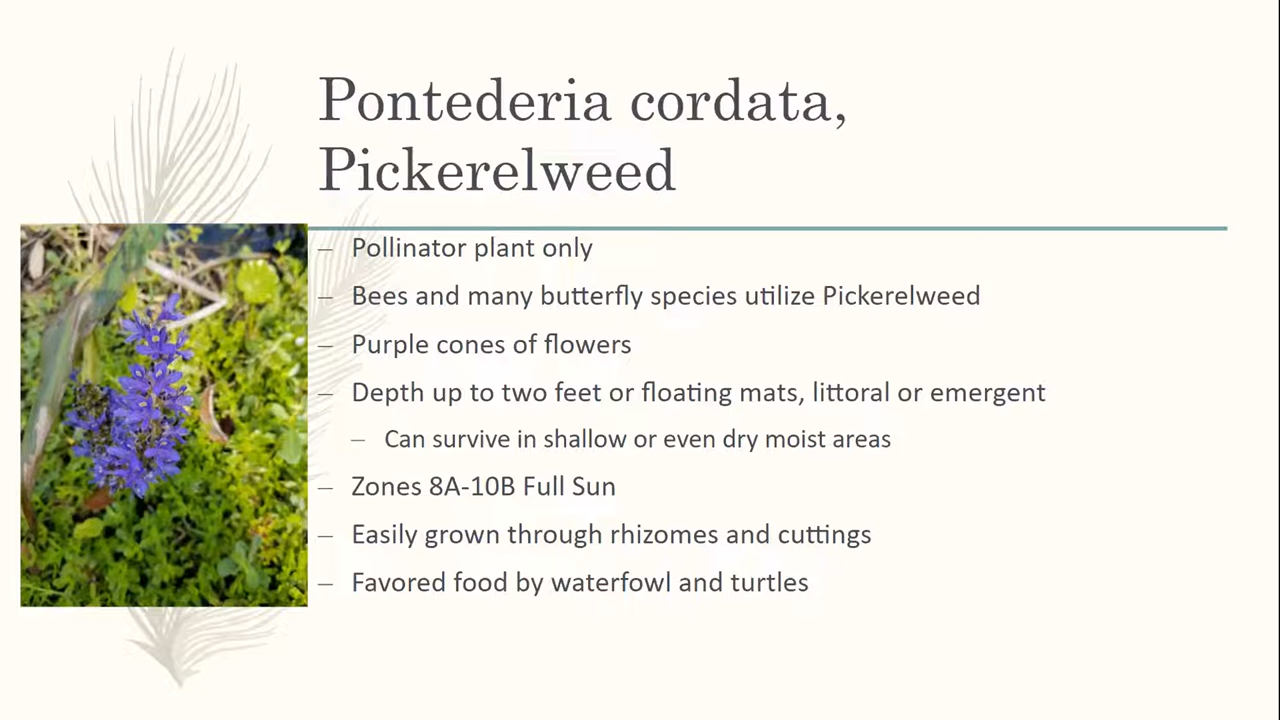 Pontederia cordata,
Pickerelweed
– Pollinator plant only
– Bees and many butterfly species utilize Pickerelweed
– Purple cones of flowers
– Depth up to two feet or floating mats, littoral or emergent
– Can survive in shallow or even dry moist areas
– Zones 8A-10B Full Sun
– Easily grown through rhizomes and cuttings
– Favored food by waterfowl and turtles